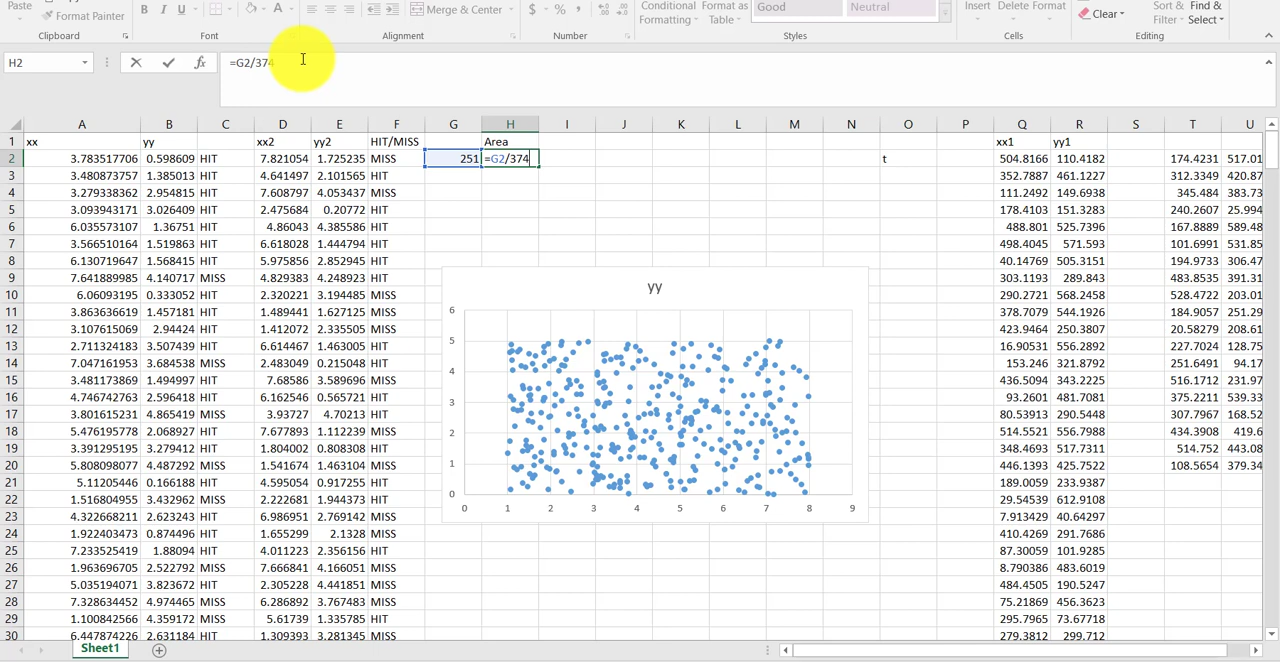 Paste Format Painter B I U A Merge & Center $ % , Conditional Formatting Format as Table Good Neutral Insert Delete Format Clear Sort & Filter Find & Select
Clipboard Font Alignment Number Styles Cells Editing
H2 fx =G2/374
A B C D E F G H I J K L M N O P Q R S T U
1 xx yy xx2 yy2 HIT/MISS Area xx1 yy1
2 3.783517706 0.598609 HIT 7.821054 1.725235 MISS 251 =G2/374 t 504.8166 110.4182 174.4231 517.01
3 3.480873757 1.385013 HIT 4.641497 2.101565 HIT 352.7887 461.1227 312.3349 420.87
4 3.279338362 2.954815 HIT 7.608797 4.053437 MISS 111.2492 149.6938 345.484 383.73
5 3.093943171 3.026409 HIT 2.475684 0.20772 HIT 178.4103 151.3283 240.2607 25.994
6 6.035573107 1.36751 HIT 4.86043 4.385586 HIT 488.801 525.7396 167.8889 589.48
7 3.566510164 1.519863 HIT 6.618028 1.444794 HIT 498.4045 571.593 101.6991 531.85
8 6.130719647 1.568415 HIT 5.975856 2.852945 HIT 40.14769 505.3151 194.9733 306.47
9 7.641889985 4.140717 MISS 4.829383 4.248923 HIT 303.1193 289.843 483.8535 391.31
10 6.06093195 0.333052 HIT 2.320221 3.194485 MISS 290.2721 568.2458 528.4722 203.01
11 3.863636619 1.457181 HIT 1.489441 1.627125 MISS 378.7079 544.1926 184.9057 251.29
12 3.107615069 2.94424 HIT 1.412072 2.335505 MISS 423.9464 250.3807 20.58279 208.61
13 2.711324183 3.507439 HIT 6.614467 1.463005 HIT 16.90531 556.2892 227.7024 128.75
14 7.047161953 3.684538 MISS 2.483049 0.215048 HIT 153.246 321.8792 251.6491 94.17
15 3.481173869 1.494997 HIT 7.68586 3.589696 MISS 436.5094 343.2225 516.1712 231.97
16 4.746742763 2.596418 HIT 6.162546 0.565721 HIT 93.2601 481.7081 375.2211 539.33
17 3.801615231 4.865419 MISS 3.93727 4.70213 HIT 80.53913 290.5448 307.7967 168.52
18 5.476195778 2.068927 HIT 7.677893 1.112239 MISS 514.5521 556.7988 434.3908 419.6
19 3.391295195 3.279412 HIT 1.804002 0.808308 HIT 348.4693 517.7311 514.752 443.08
20 5.808098077 4.487292 MISS 1.541674 1.463104 MISS 446.1393 425.7522 108.5654 379.34
21 5.11205446 0.166188 HIT 4.595054 0.917255 HIT 189.0059 233.9387
22 1.516804955 3.432962 MISS 2.222681 1.944373 HIT 29.54539 612.9108
23 4.322668211 2.623243 HIT 6.986951 2.769142 MISS 7.913429 40.64297
24 1.922403473 0.874496 HIT 1.655299 2.1328 MISS 410.4269 291.7686
25 7.233525419 1.88094 HIT 4.011223 2.356156 HIT 87.30059 101.9285
26 1.963696705 2.522792 MISS 7.666841 4.166051 MISS 8.790386 483.6019
27 5.035194071 3.823672 HIT 2.305228 4.441851 MISS 484.4505 190.5247
28 7.328634452 4.974465 MISS 6.286892 3.767483 MISS 75.21869 456.3623
29 1.100842566 4.359172 MISS 5.61739 1.335785 HIT 295.7965 73.67718
30 6.447874226 2.631184 HIT 1.309393 3.281345 MISS 279.3812 299.712
yy
6
5
4
3
2
1
0
0 1 2 3 4 5 6 7 8 9
Sheet1